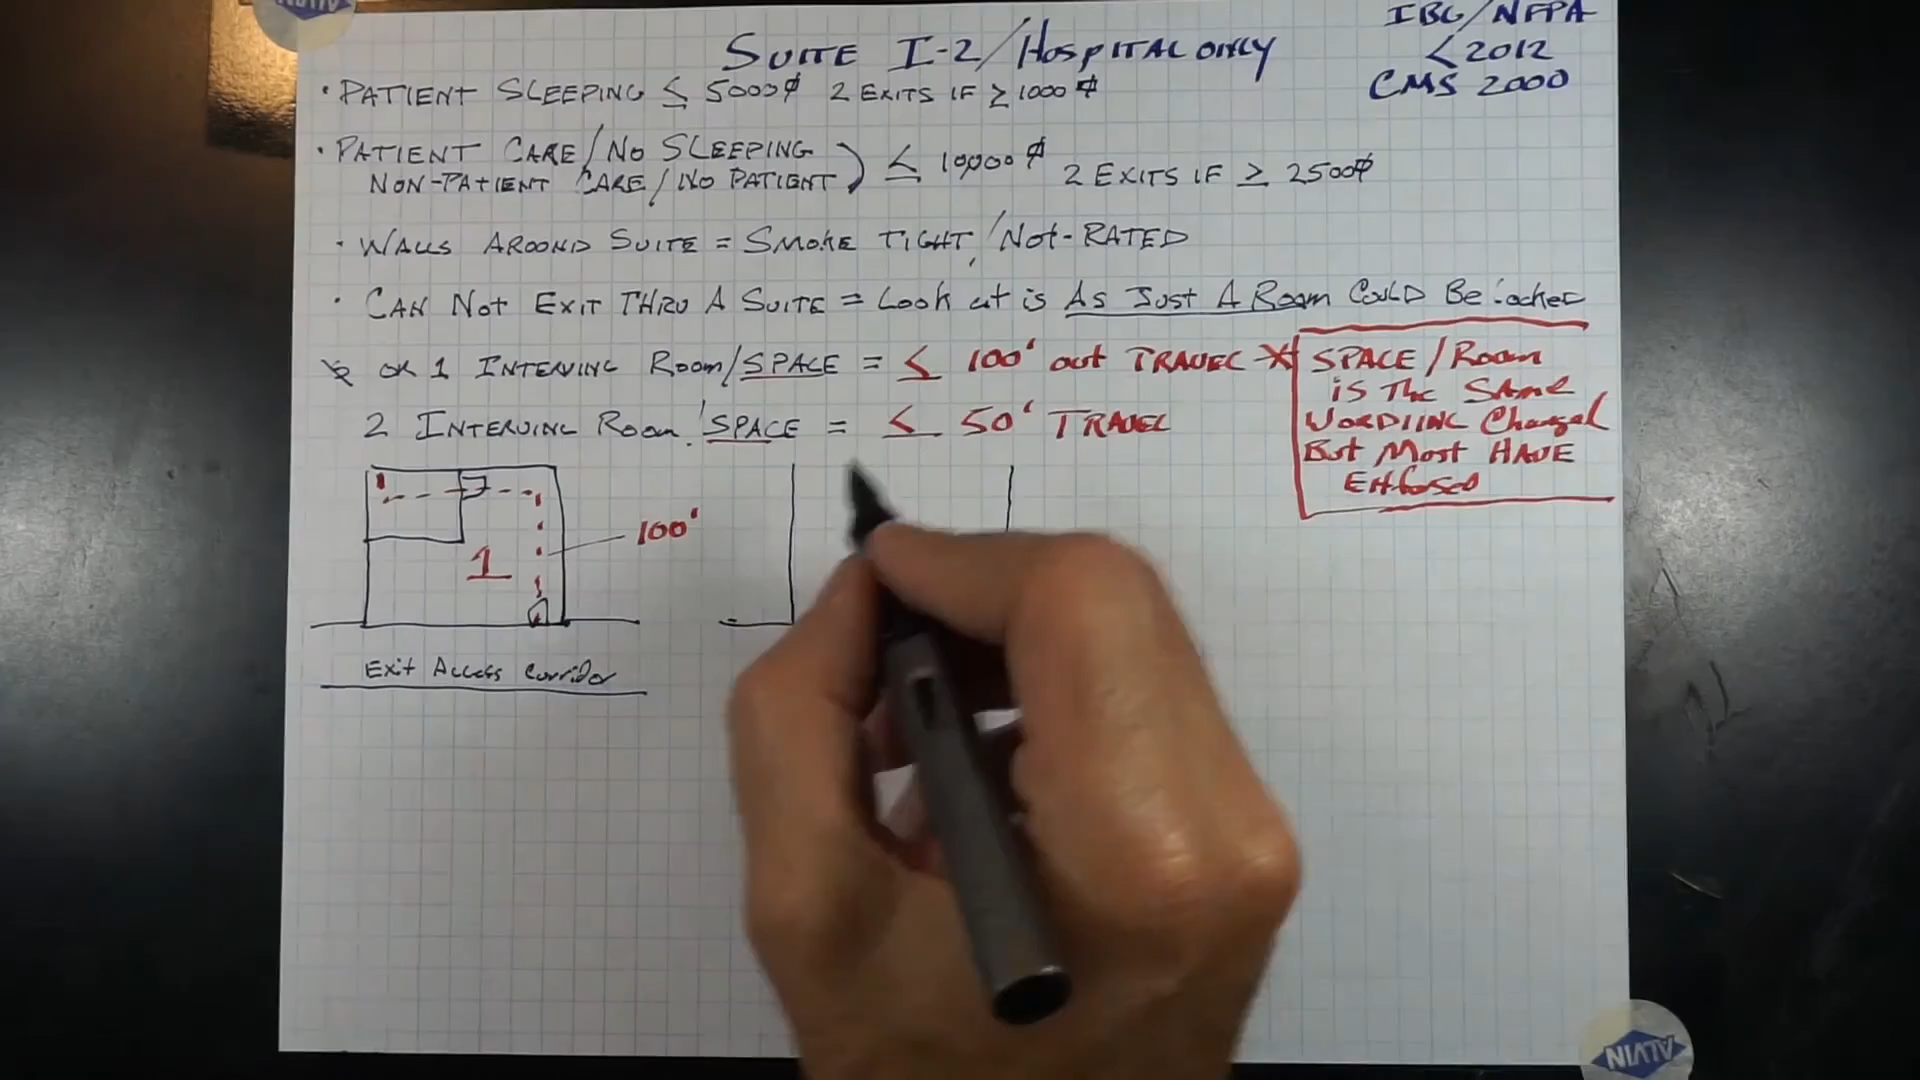 IBC/NFPA
SUITE I-2/HOSPITAL ONLY
< 2012
CMS 2000
· PATIENT SLEEPING ≤ 5000⌀ 2 EXITS IF ≥ 1000⌀
· PATIENT CARE/NO SLEEPING
NON-PATIENT CARE/NO PATIENT ) ≤ 10,000⌀ 2 EXITS IF ≥ 2500⌀
· WALLS AROUND SUITE = SMOKE TIGHT/NOT-RATED
· CAN NOT EXIT THRU A SUITE = Look at is AS JUST A ROOM COULD BE locked
OR 1 INTERVING ROOM/SPACE = ≤ 100' out TRAVEL *
2 INTERVING ROOM/SPACE = ≤ 50' TRAVEL
SPACE/ROOM
is THE SAME
WORDIING Changed
But MOST HAVE
100'
1
Exit Access Corridor
ALVIN
ALVIN